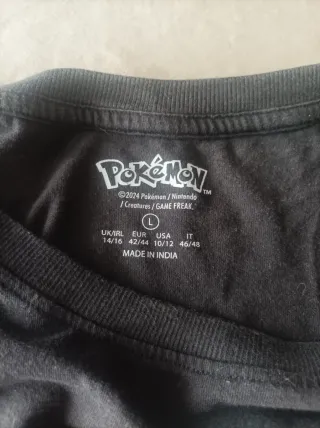 POKéMON™
©2024 Pokémon / Nintendo
/ Creatures / GAME FREAK.
L
UK/IRL EUR USA IT
14/16 42/44 10/12 46/48
MADE IN INDIA